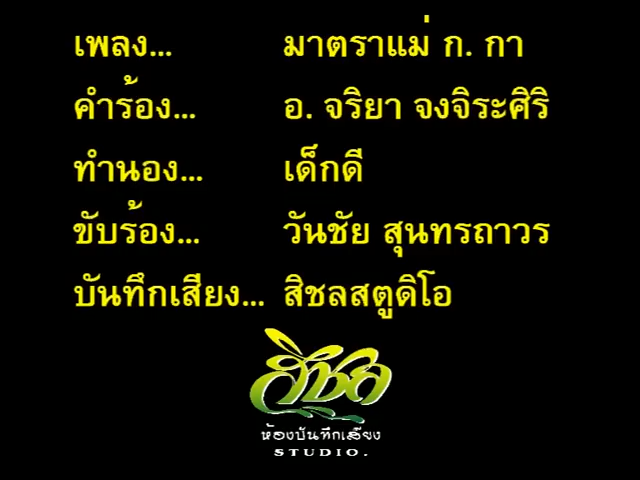 เพลง... มาตราแม่ ก. กา
คำร้อง... อ. จริยา จงจิระศิริ
ทำนอง... เด็กดี
ขับร้อง... วันชัย สุนทรถาวร
บันทึกเสียง... สิชลสตูดิโอ
สิชล
ห้องบันทึกเสียง
STUDIO.